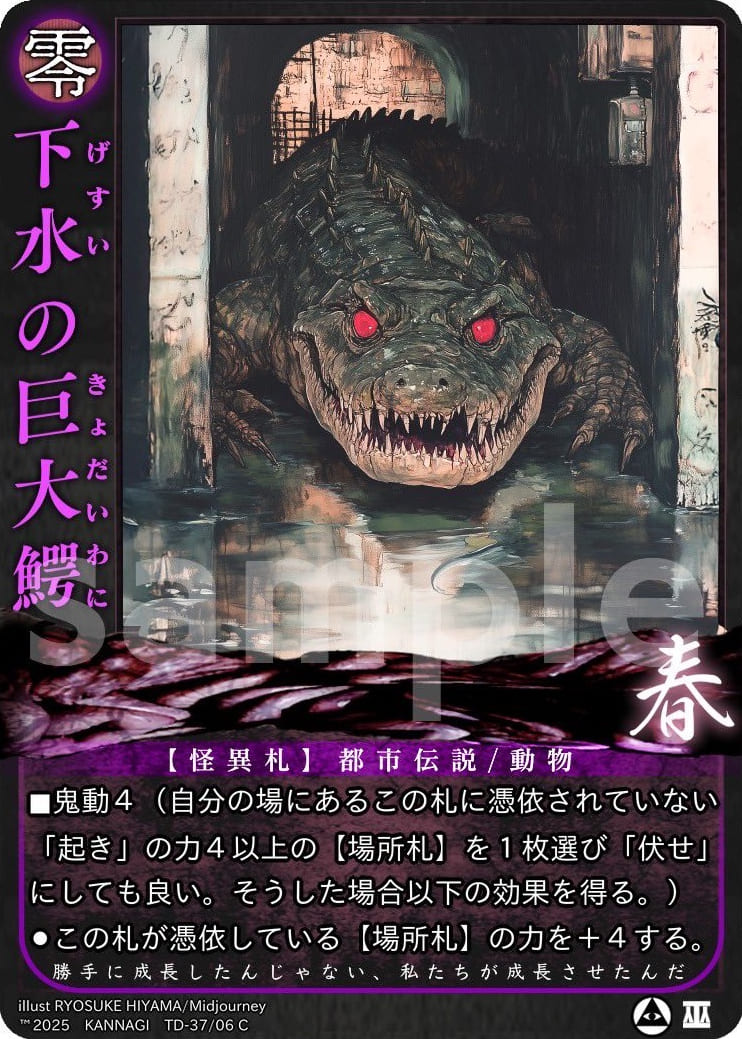 零
下水の巨大鰐
げすい
きょだいわに
sample
春
【怪異札】都市伝説/動物
■鬼動４（自分の場にあるこの札に憑依されていない
「起き」の力４以上の【場所札】を１枚選び「伏せ」
にしても良い。そうした場合以下の効果を得る。）
●この札が憑依している【場所札】の力を＋４する。
勝手に成長したんじゃない、私たちが成長させたんだ
illust RYOSUKE HIYAMA/Midjourney
™2025 KANNAGI TD-37/06 C